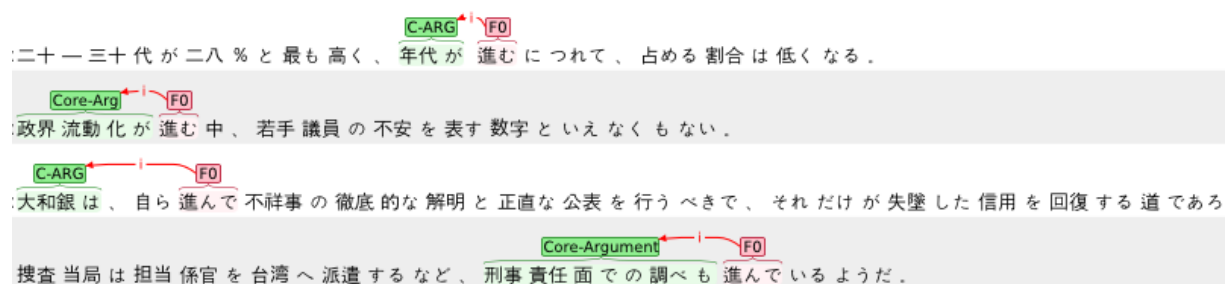 C-ARG i F0
:二十 — 三十 代 が 二八 % と 最も 高く 、 年代 が 進む に つれて 、 占める 割合 は 低く なる 。
Core-Arg i F0
:政界 流動 化 が 進む 中 、 若手 議員 の 不安 を 表す 数字 と いえ なく も ない 。
C-ARG i F0
:大和銀 は 、 自ら 進んで 不祥事 の 徹底 的な 解明 と 正直な 公表 を 行う べきで 、 それ だけ が 失墜 した 信用 を 回復 する 道 であろ
Core-Argument i F0
捜査 当局 は 担当 係官 を 台湾 へ 派遣 する など 、 刑事 責任 面 で の 調べ も 進んで いる ようだ 。